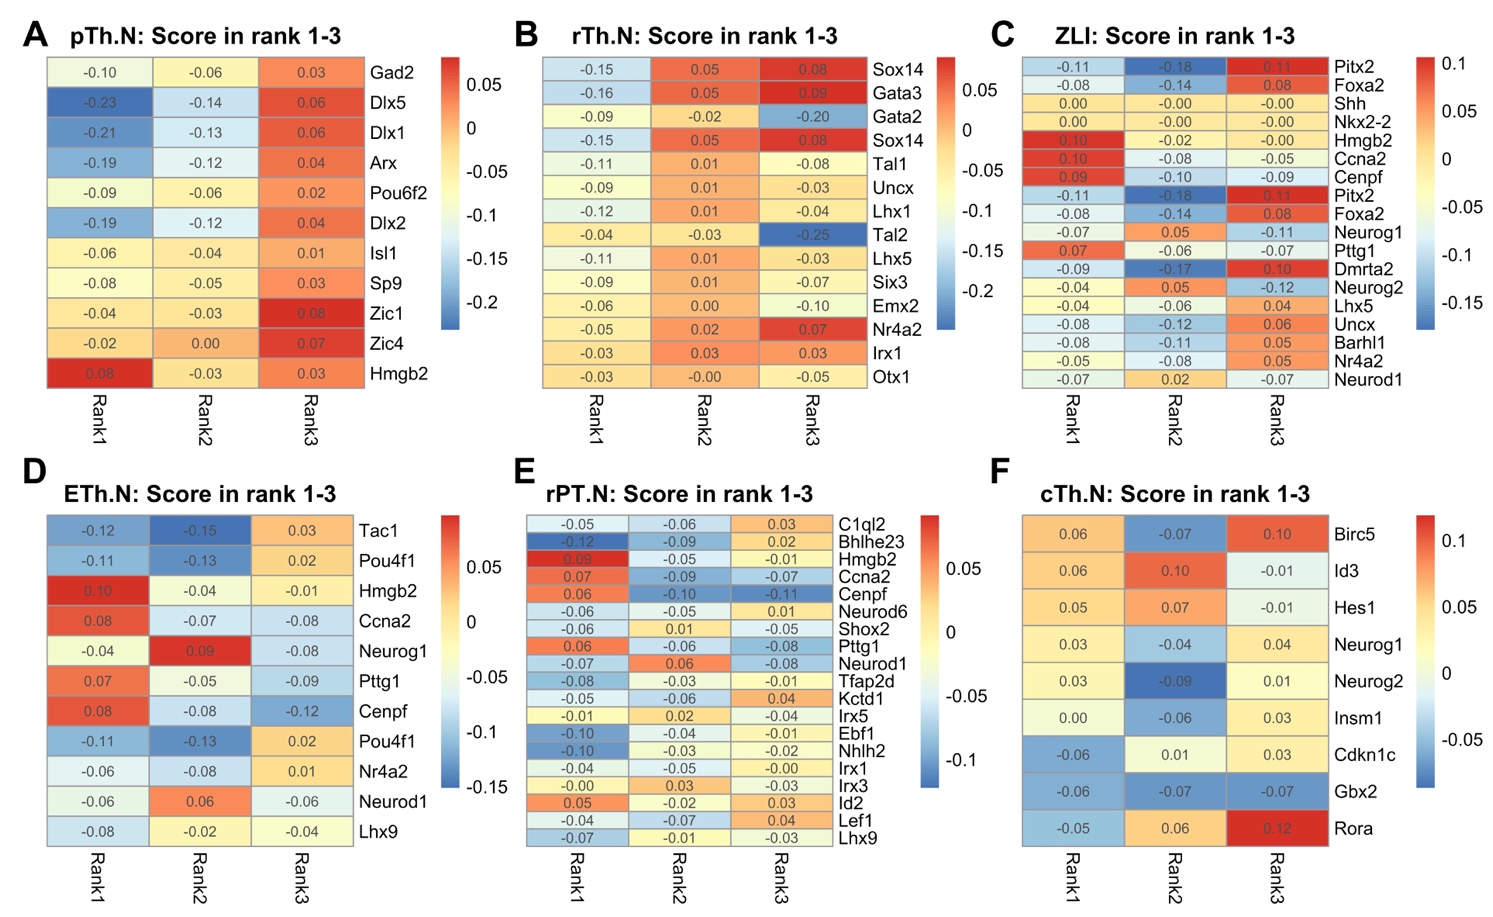 A
pTh.N: Score in rank 1-3
-0.10 -0.06 0.03 Gad2
-0.23 -0.14 0.06 Dlx5
-0.21 -0.13 0.06 Dlx1
-0.19 -0.12 0.04 Arx
-0.09 -0.06 0.02 Pou6f2
-0.19 -0.12 0.04 Dlx2
-0.06 -0.04 0.01 Isl1
-0.08 -0.05 0.03 Sp9
-0.04 -0.03 0.08 Zic1
-0.02 0.00 0.07 Zic4
0.08 -0.03 0.03 Hmgb2
Rank1 Rank2 Rank3
0.05
0
-0.05
-0.1
-0.15
-0.2
B
rTh.N: Score in rank 1-3
-0.15 0.05 0.08 Sox14
-0.16 0.05 0.09 Gata3
-0.09 -0.02 -0.20 Gata2
-0.15 0.05 0.08 Sox14
-0.11 0.01 -0.08 Tal1
-0.09 0.01 -0.03 Uncx
-0.12 0.01 -0.04 Lhx1
-0.04 -0.03 -0.25 Tal2
-0.11 0.01 -0.03 Lhx5
-0.09 0.01 -0.07 Six3
-0.06 0.00 -0.10 Emx2
-0.05 0.02 0.07 Nr4a2
-0.03 0.03 0.03 Irx1
-0.03 -0.00 -0.05 Otx1
Rank1 Rank2 Rank3
0.05
0
-0.05
-0.1
-0.15
-0.2
C
ZLI: Score in rank 1-3
-0.11 -0.18 0.11 Pitx2
-0.08 -0.14 0.08 Foxa2
0.00 -0.00 -0.00 Shh
0.00 -0.00 -0.00 Nkx2-2
0.10 -0.02 -0.00 Hmgb2
0.10 -0.08 -0.05 Ccna2
0.09 -0.10 -0.09 Cenpf
-0.11 -0.18 0.11 Pitx2
-0.08 -0.14 0.08 Foxa2
-0.07 0.05 -0.11 Neurog1
0.07 -0.06 -0.07 Pttg1
-0.09 -0.17 0.10 Dmrta2
-0.04 0.05 -0.12 Neurog2
-0.04 -0.06 0.04 Lhx5
-0.08 -0.12 0.06 Uncx
-0.08 -0.11 0.05 Barhl1
-0.05 -0.08 0.05 Nr4a2
-0.07 0.02 -0.07 Neurod1
Rank1 Rank2 Rank3
0.1
0.05
0
-0.05
-0.1
-0.15
D
ETh.N: Score in rank 1-3
-0.12 -0.15 0.03 Tac1
-0.11 -0.13 0.02 Pou4f1
0.10 -0.04 -0.01 Hmgb2
0.08 -0.07 -0.08 Ccna2
-0.04 0.09 -0.08 Neurog1
0.07 -0.05 -0.09 Pttg1
0.08 -0.08 -0.12 Cenpf
-0.11 -0.13 0.02 Pou4f1
-0.06 -0.08 0.01 Nr4a2
-0.06 0.06 -0.06 Neurod1
-0.08 -0.02 -0.04 Lhx9
Rank1 Rank2 Rank3
0.05
0
-0.05
-0.1
-0.15
E
rPT.N: Score in rank 1-3
-0.05 -0.06 0.03 C1ql2
-0.12 -0.09 0.02 Bhlhe23
0.09 -0.05 -0.01 Hmgb2
0.07 -0.09 -0.07 Ccna2
0.06 -0.10 -0.11 Cenpf
-0.06 -0.05 0.01 Neurod6
-0.06 0.01 -0.05 Shox2
0.06 -0.06 -0.08 Pttg1
-0.07 0.06 -0.08 Neurod1
-0.08 -0.03 -0.01 Tfap2d
-0.05 -0.06 0.04 Kctd1
-0.01 0.02 -0.04 Irx5
-0.10 -0.04 -0.01 Ebf1
-0.10 -0.03 -0.02 Nhlh2
-0.04 -0.05 -0.00 Irx1
-0.00 0.03 -0.03 Irx3
0.05 -0.02 0.03 Id2
-0.04 -0.07 0.04 Lef1
-0.07 -0.01 -0.03 Lhx9
Rank1 Rank2 Rank3
0.05
0
-0.05
-0.1
F
cTh.N: Score in rank 1-3
0.06 -0.07 0.10 Birc5
0.06 0.10 -0.01 Id3
0.05 0.07 -0.01 Hes1
0.03 -0.04 0.04 Neurog1
0.03 -0.09 0.01 Neurog2
0.00 -0.06 0.03 Insm1
-0.06 0.01 0.03 Cdkn1c
-0.06 -0.07 -0.07 Gbx2
-0.05 0.06 0.12 Rora
Rank1 Rank2 Rank3
0.1
0.05
0
-0.05